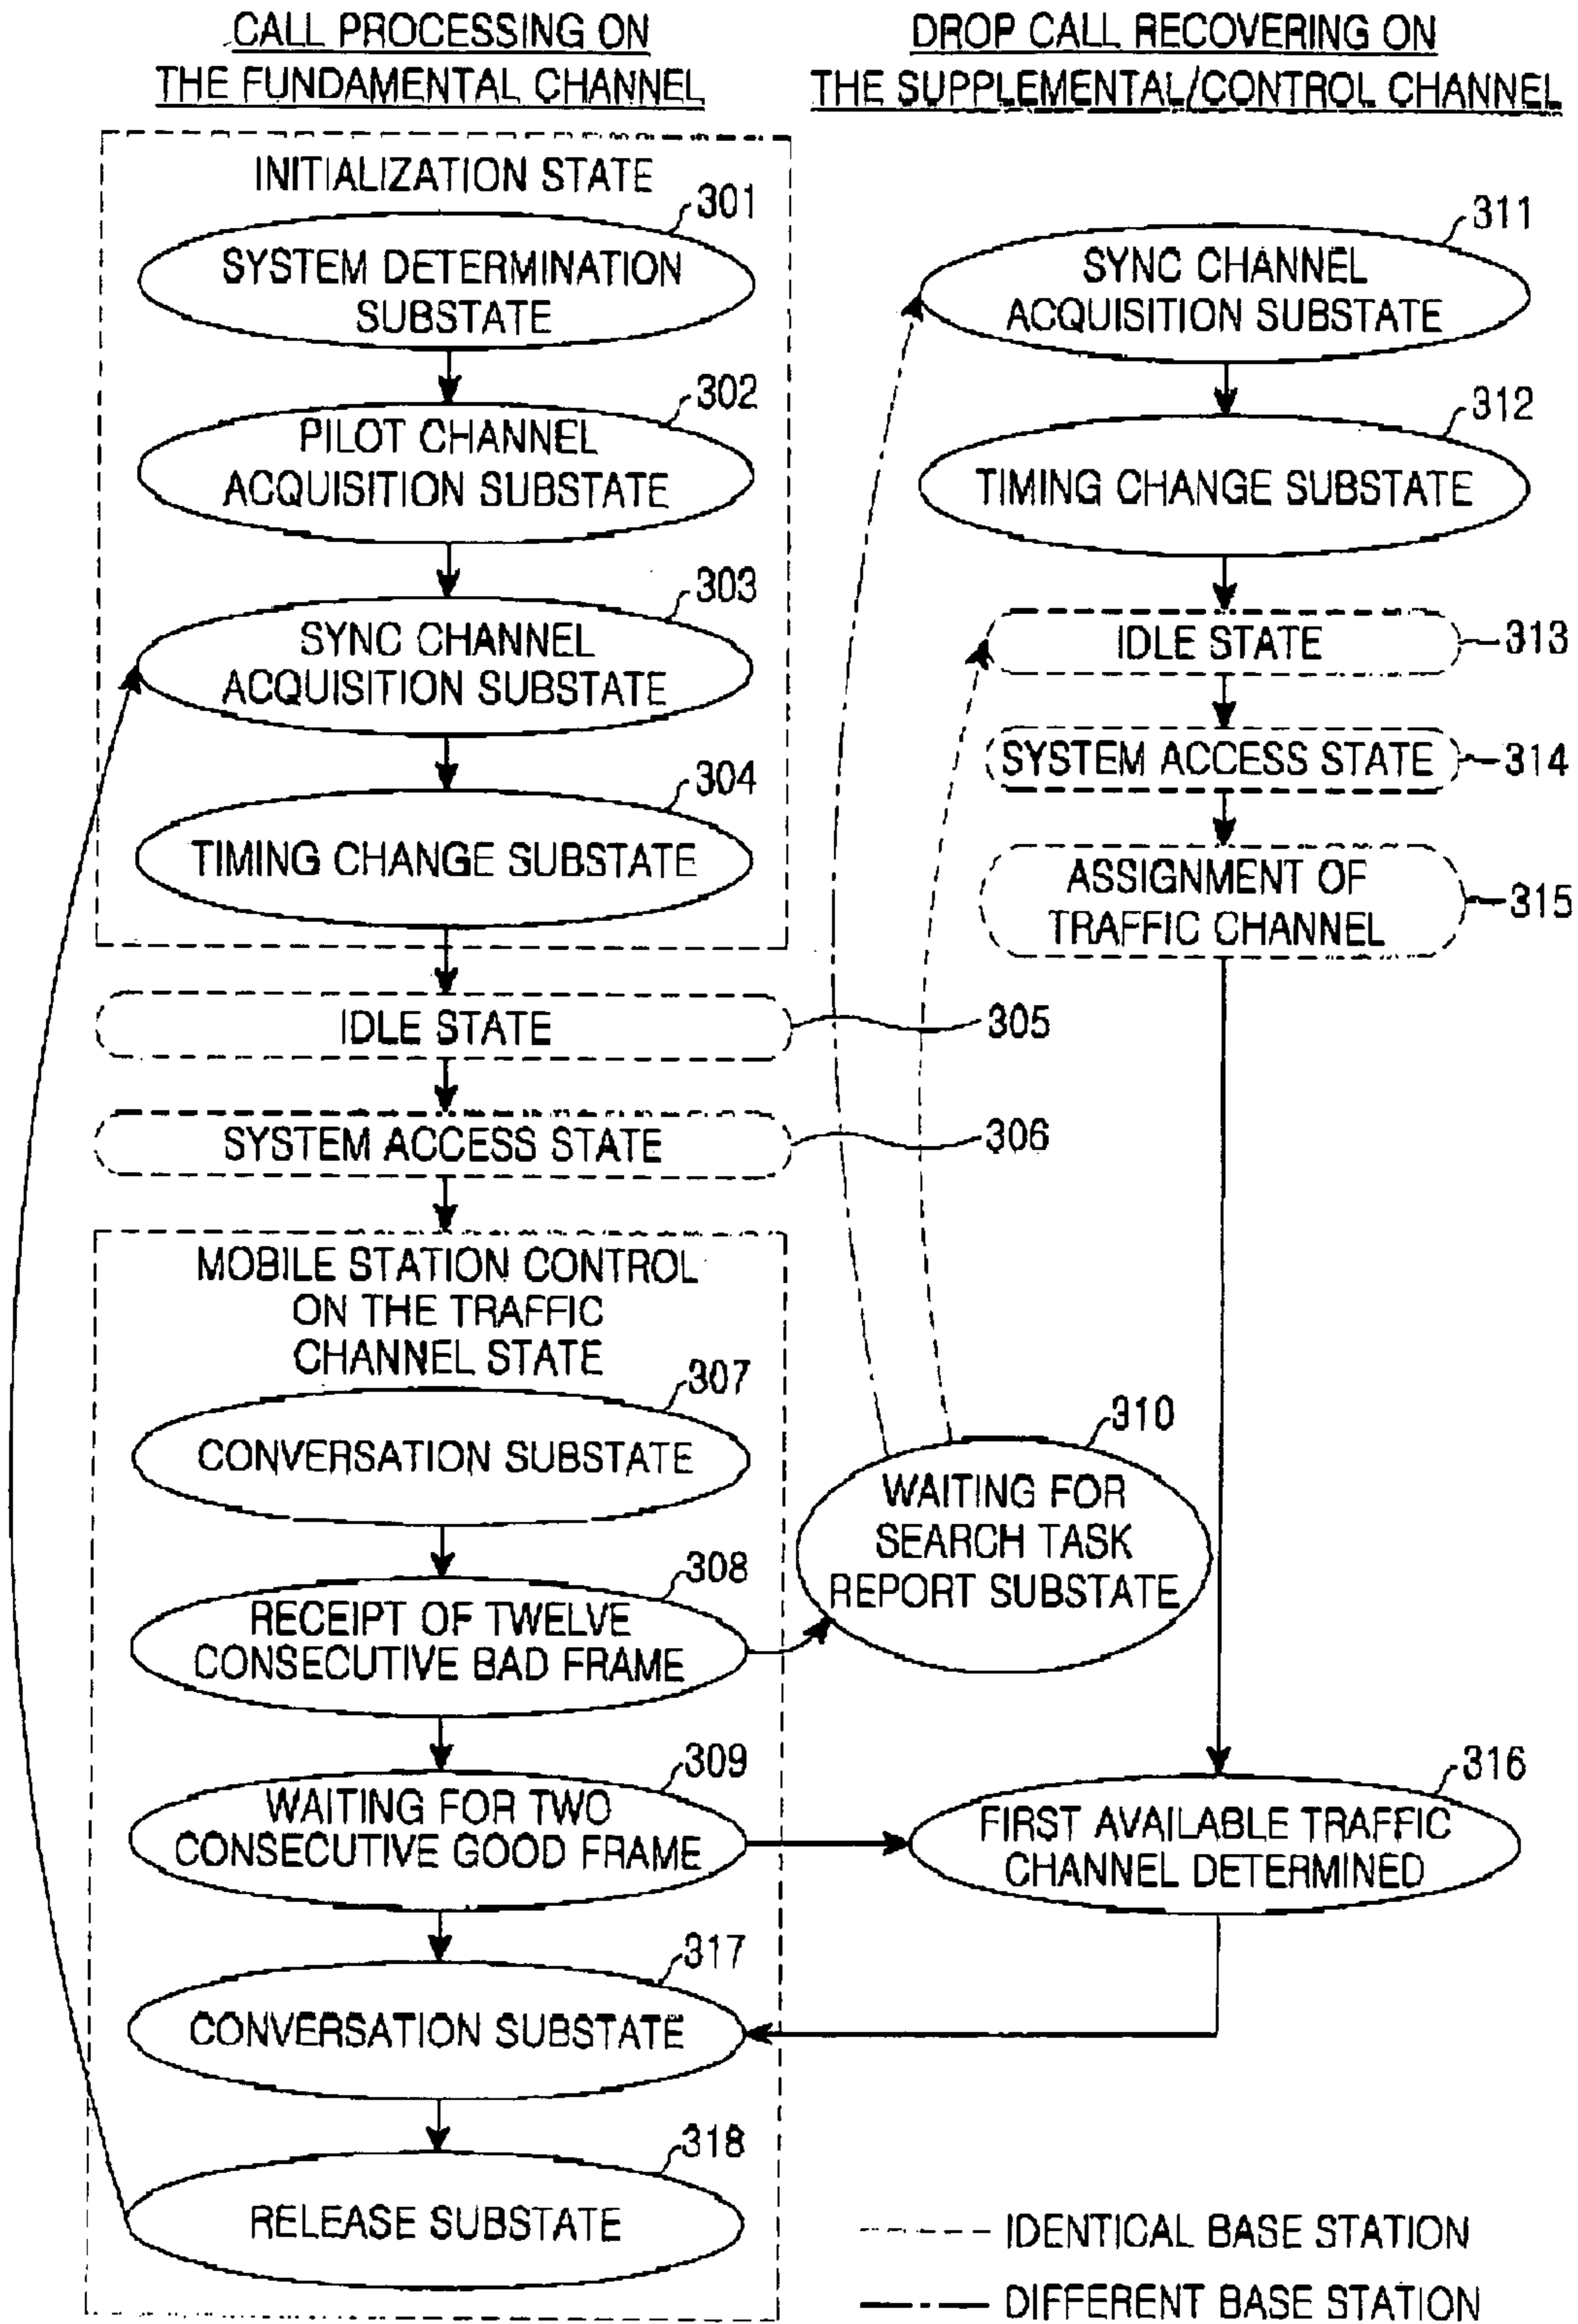 CALL PROCESSING ON
THE FUNDAMENTAL CHANNEL
INITIALIZATION STATE
301
SYSTEM DETERMINATION
SUBSTATE
302
PILOT CHANNEL
ACQUISITION SUBSTATE
303
SYNC CHANNEL
ACQUISITION SUBSTATE
304
TIMING CHANGE SUBSTATE
IDLE STATE
305
SYSTEM ACCESS STATE
306
MOBILE STATION CONTROL
ON THE TRAFFIC
CHANNEL STATE
307
CONVERSATION SUBSTATE
308
RECEIPT OF TWELVE
CONSECUTIVE BAD FRAME
309
WAITING FOR TWO
CONSECUTIVE GOOD FRAME
317
CONVERSATION SUBSTATE
318
RELEASE SUBSTATE
DROP CALL RECOVERING ON
THE SUPPLEMENTAL/CONTROL CHANNEL
311
SYNC CHANNEL
ACQUISITION SUBSTATE
312
TIMING CHANGE SUBSTATE
IDLE STATE
313
SYSTEM ACCESS STATE
314
ASSIGNMENT OF
TRAFFIC CHANNEL
315
310
WAITING FOR
SEARCH TASK
REPORT SUBSTATE
316
FIRST AVAILABLE TRAFFIC
CHANNEL DETERMINED
IDENTICAL BASE STATION
DIFFERENT BASE STATION